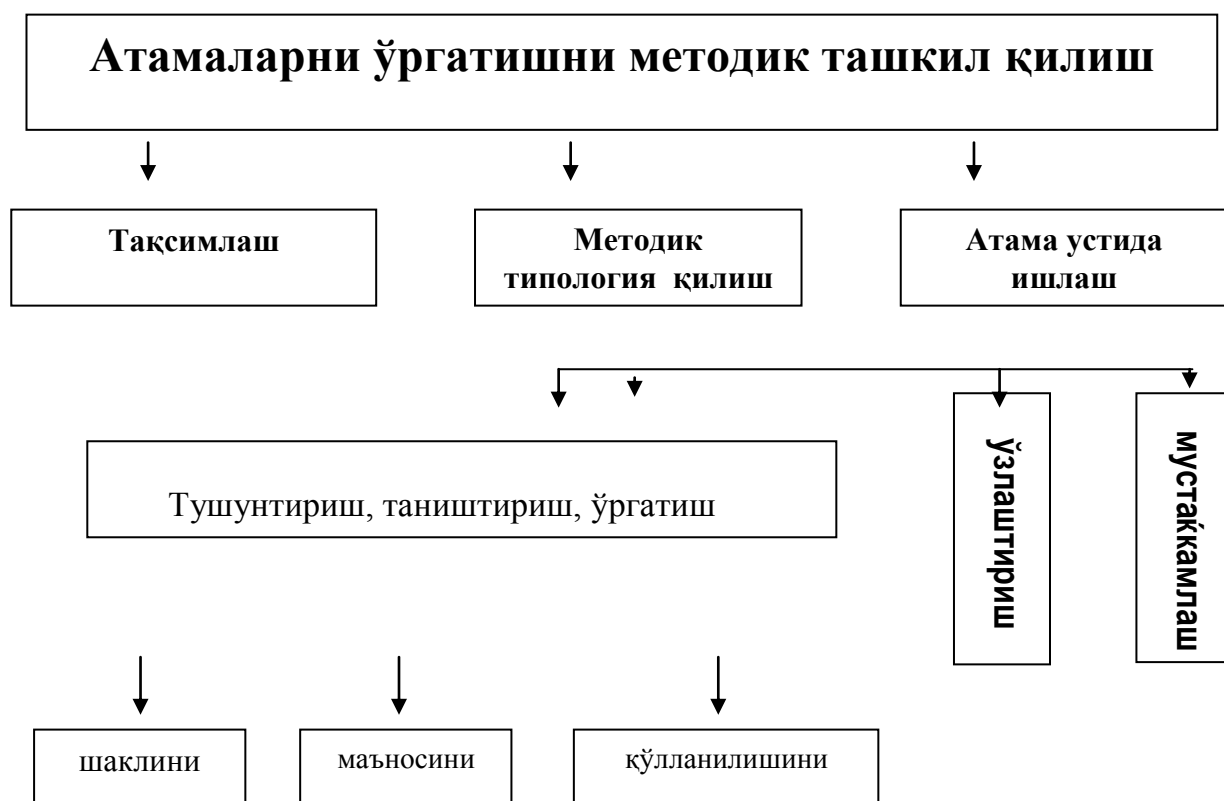 Атамаларни ўргатишни методик ташкил қилиш
Тақсимлаш
Методик
типология қилиш
Атама устида
ишлаш
Тушунтириш, таништириш, ўргатиш
ўзлаштириш
мустаќкамлаш
шаклини
маъносини
қўлланилишини